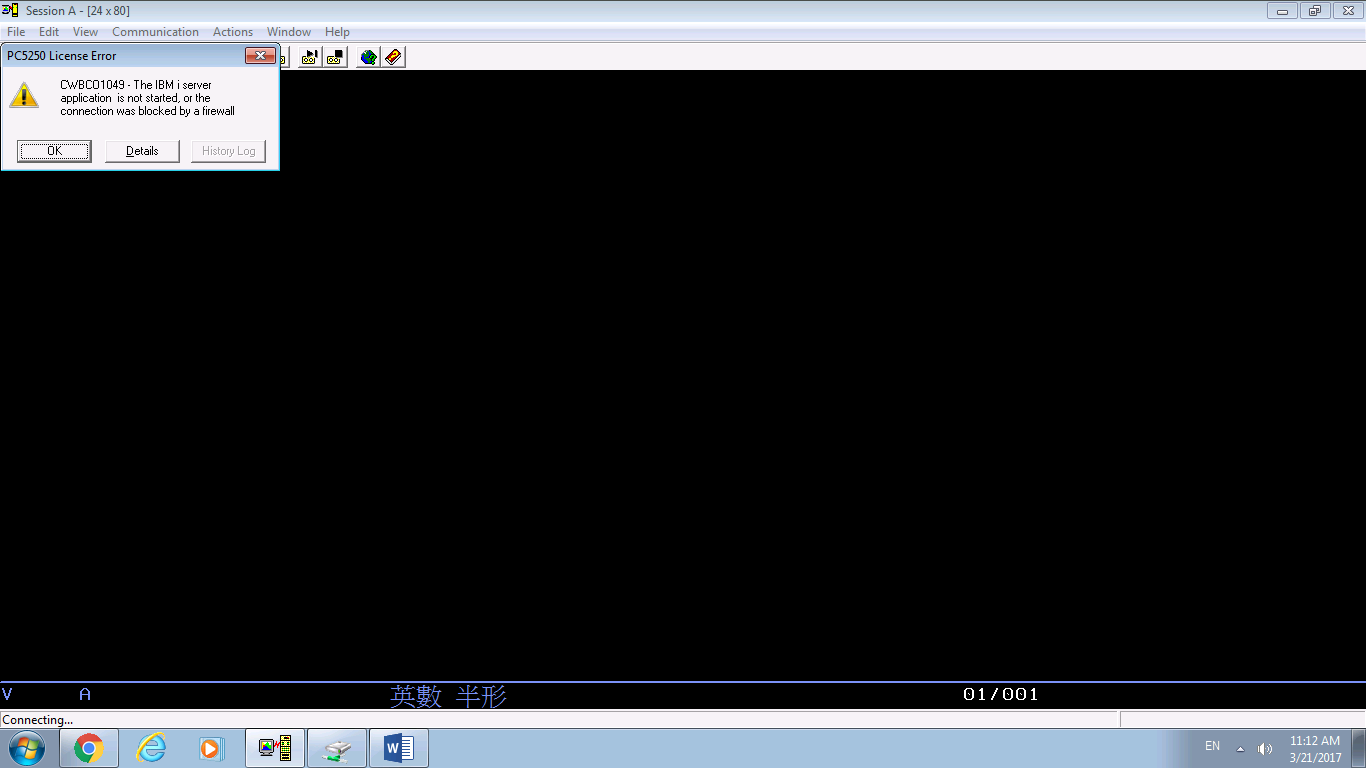 Session A - [24 x 80]
File Edit View Communication Actions Window Help
PC5250 License Error
CWBCO1049 - The IBM i server
application is not started, or the
connection was blocked by a firewall
OK Details History Log
V A 英數 半形 01/001
Connecting...
EN 11:12 AM
3/21/2017